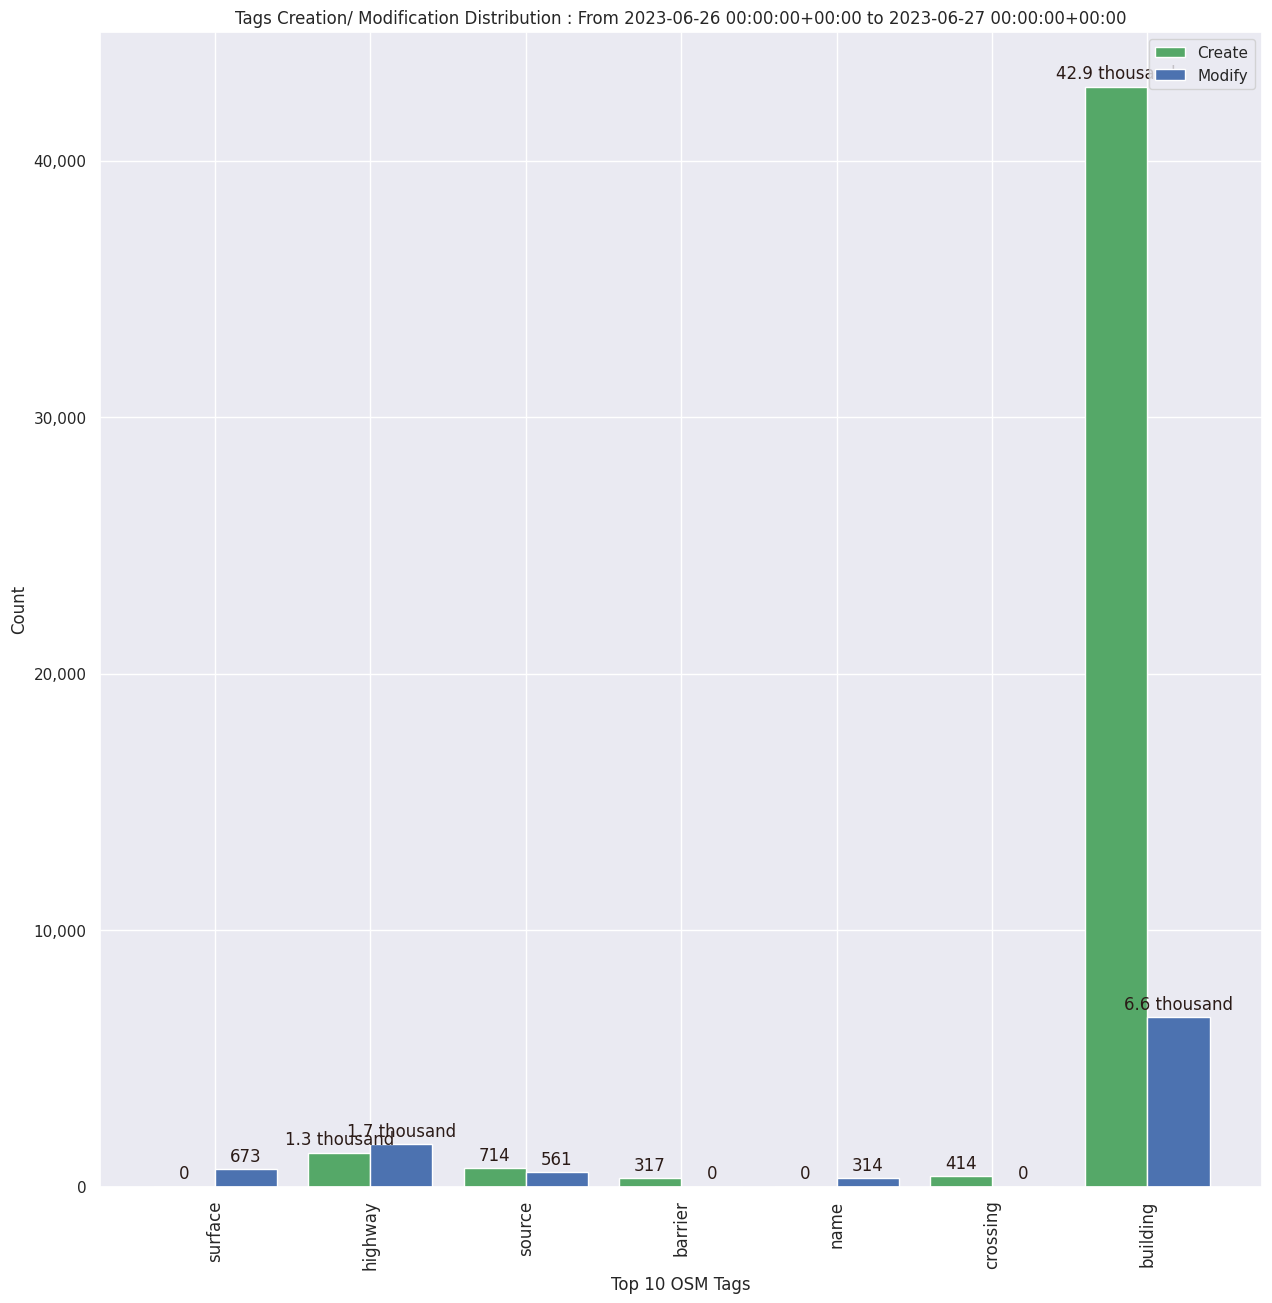 Tags Creation/ Modification Distribution : From 2023-06-26 00:00:00+00:00 to 2023-06-27 00:00:00+00:00
Create
Modify
42.9
40,000
30,000
Count
20,000
10,000
6.6 thousand
1.7 thousand
1.3 thousand
714
561
673
317
314
414
0
0
0
0
0
surface
highway
source
barrier
name
crossing
building
Top 10 OSM Tags